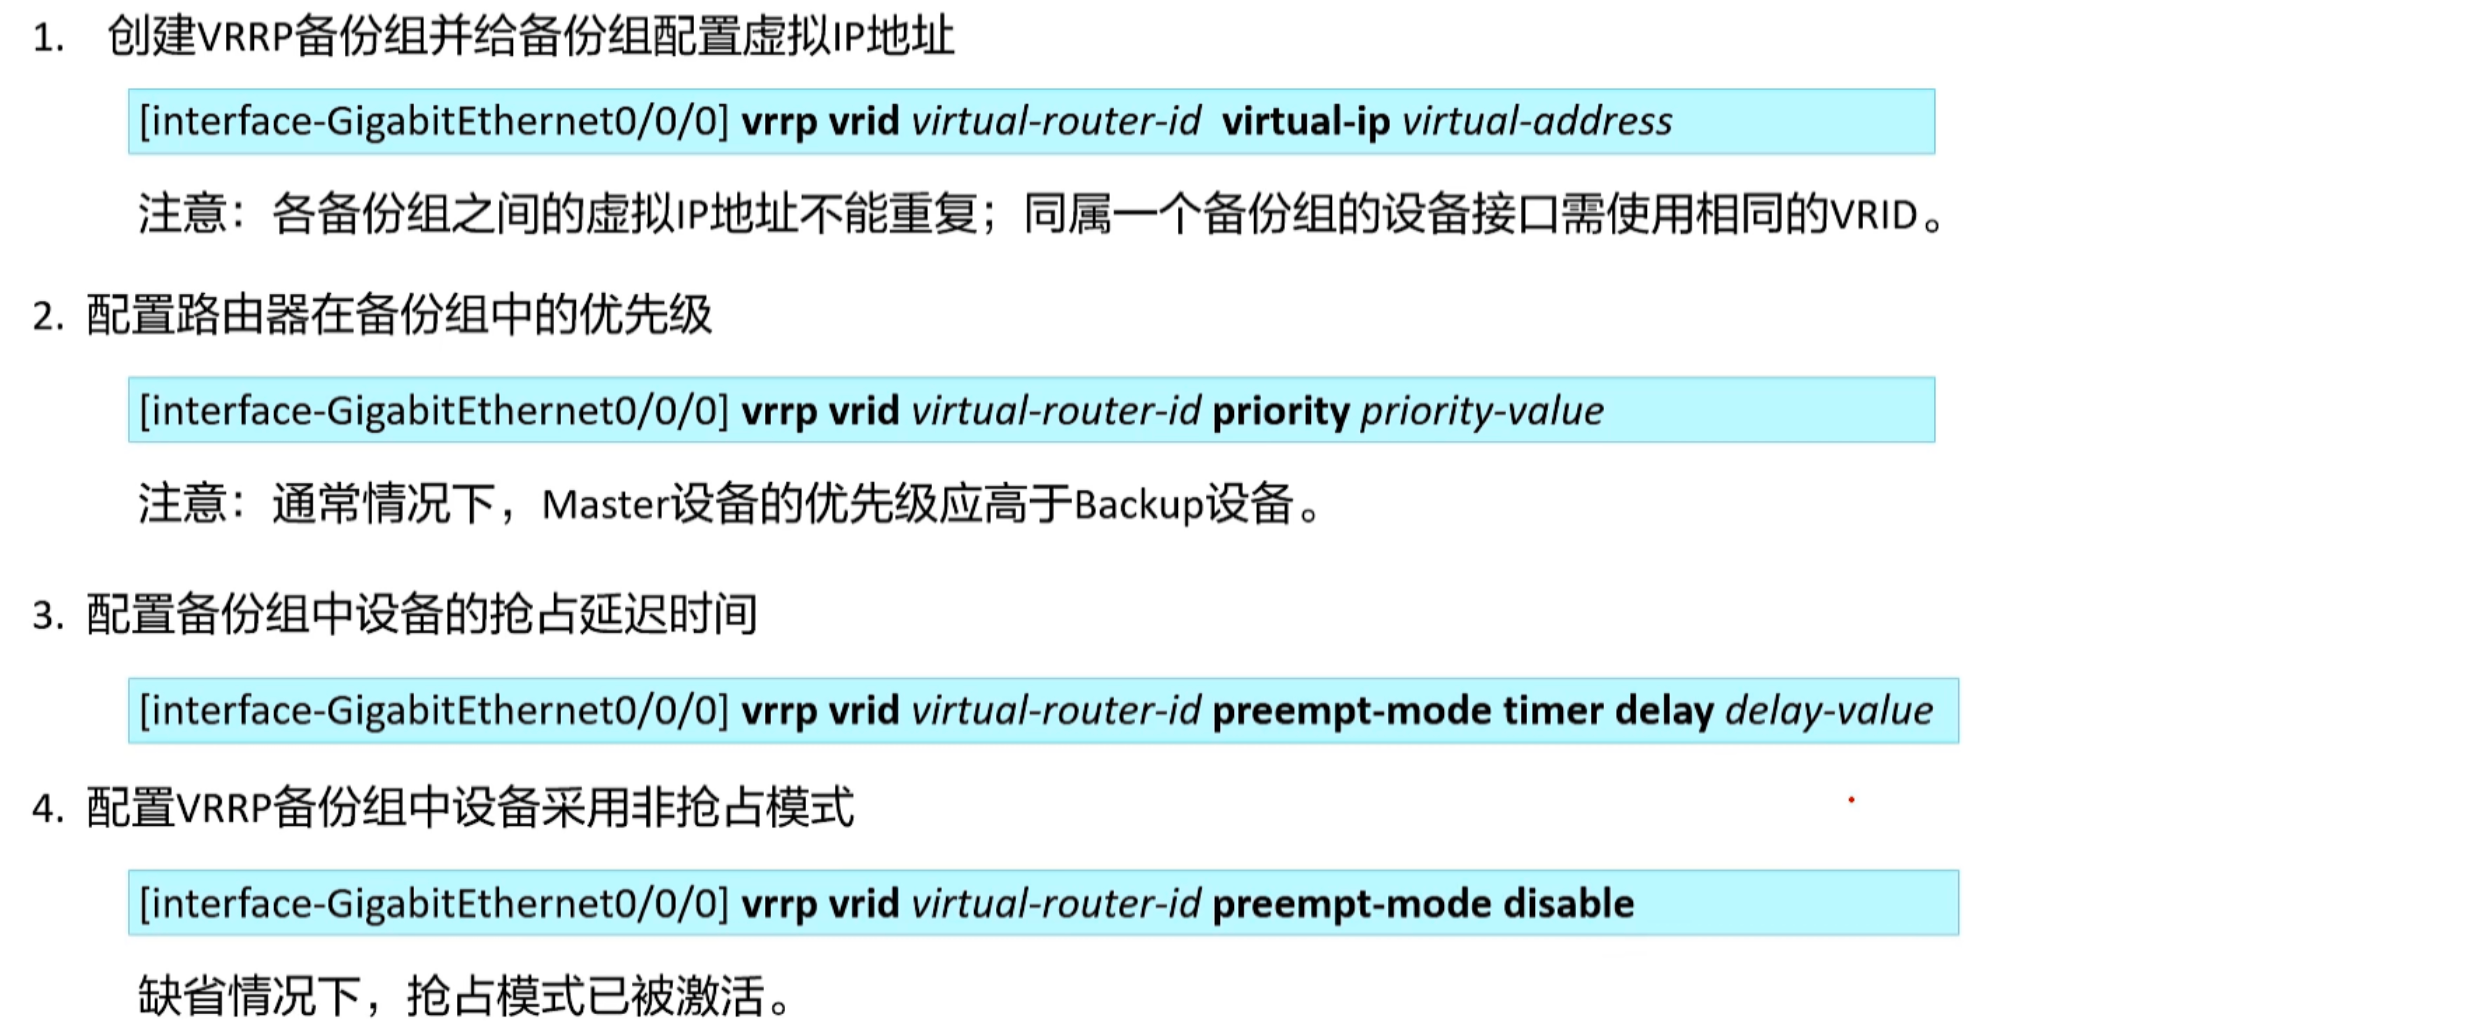 1. 创建VRRP备份组并给备份组配置虚拟IP地址
[interface-GigabitEthernet0/0/0] vrrp vrid virtual-router-id virtual-ip virtual-address
注意：各备份组之间的虚拟IP地址不能重复；同属一个备份组的设备接口需使用相同的VRID。
2. 配置路由器在备份组中的优先级
[interface-GigabitEthernet0/0/0] vrrp vrid virtual-router-id priority priority-value
注意：通常情况下，Master设备的优先级应高于Backup设备。
3. 配置备份组中设备的抢占延迟时间
[interface-GigabitEthernet0/0/0] vrrp vrid virtual-router-id preempt-mode timer delay delay-value
4. 配置VRRP备份组中设备采用非抢占模式
[interface-GigabitEthernet0/0/0] vrrp vrid virtual-router-id preempt-mode disable
缺省情况下，抢占模式已被激活。